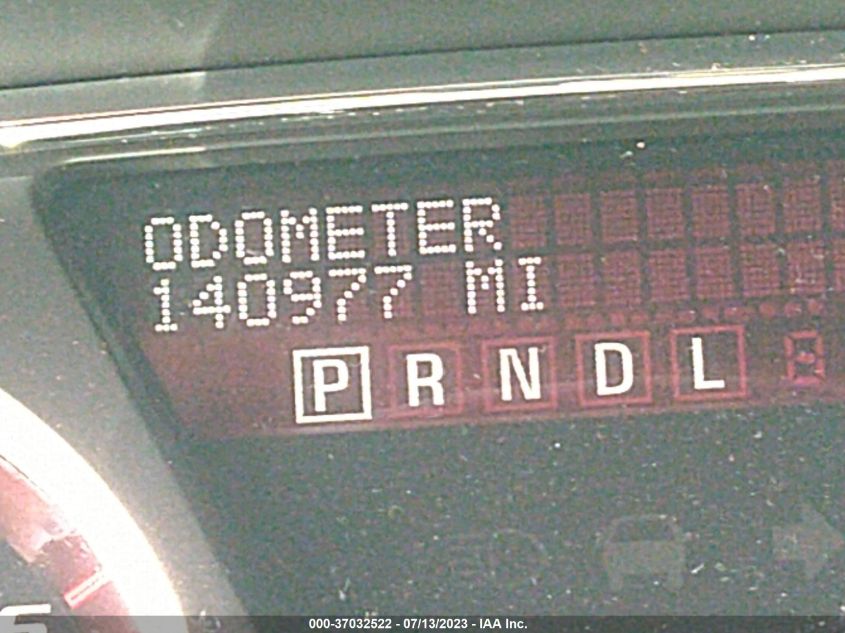 ODOMETER
140977 MI
P R N D L
000-37032522 - 07/13/2023 - IAA Inc.